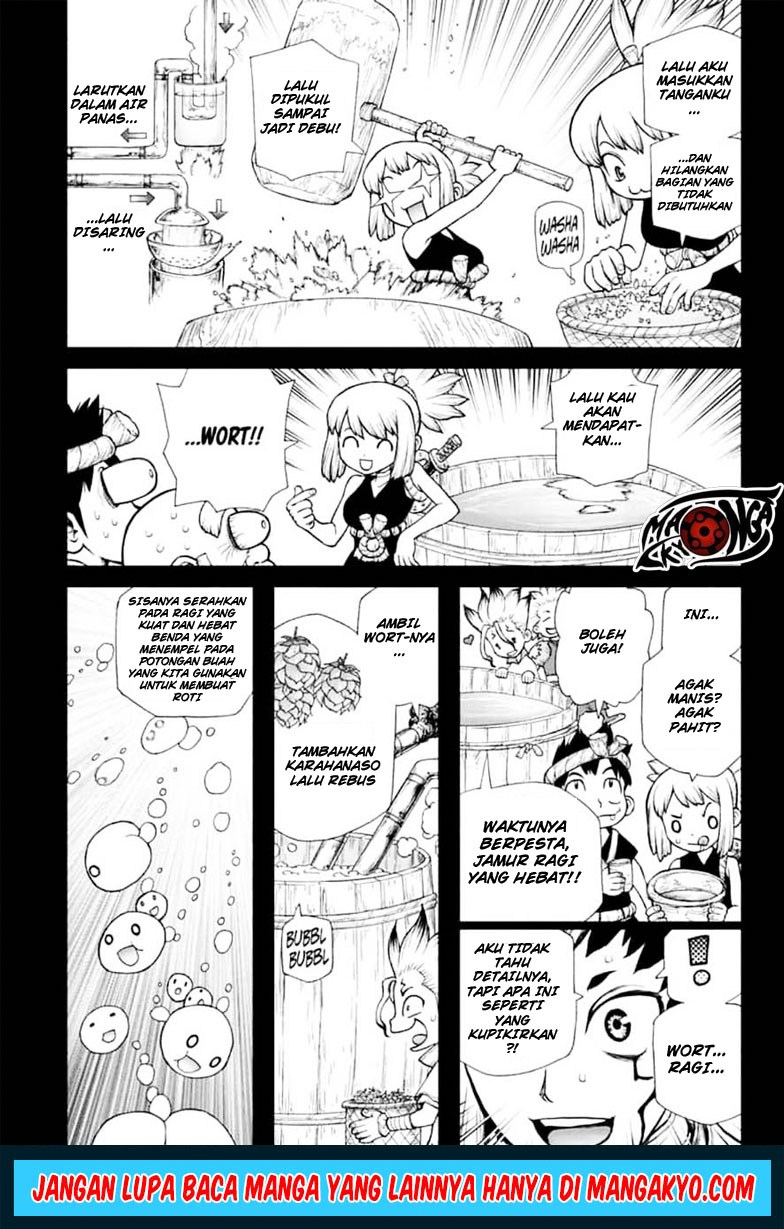 LALU AKU
MASUKKAN
TANGANKU
...
...DAN
HILANGKAN
BAGIAN YANG
TIDAK
DIBUTUHKAN
WASHA
WASHA
LALU
DIPUKUL
SAMPAI
JADI DEBU!
LARUTKAN
DALAM AIR
PANAS...
...LALU
DISARING
...
LALU KAU
AKAN
MENDAPAT-
KAN...
...WORT!!
MANGA
KYO
INI...
AGAK
MANIS?
AGAK
PAHIT?
BOLEH
JUGA!
WAKTUNYA
BERPESTA,
JAMUR RAGI
YANG HEBAT!!
!
WORT...
RAGI...
AKU TIDAK
TAHU
DETAILNYA,
TAPI APA INI
SEPERTI
YANG
KUPIKIRKAN
?!
AMBIL
WORT-NYA
...
TAMBAHKAN
KARAHANASO
LALU REBUS
BUBBL
BUBBL
SISANYA SERAHKAN
PADA RAGI YANG
KUAT DAN HEBAT
BENDA YANG
MENEMPEL PADA
POTONGAN BUAH
YANG KITA GUNAKAN
UNTUK MEMBUAT
ROTI
JANGAN LUPA BACA MANGA YANG LAINNYA HANYA DI MANGAKYO.COM